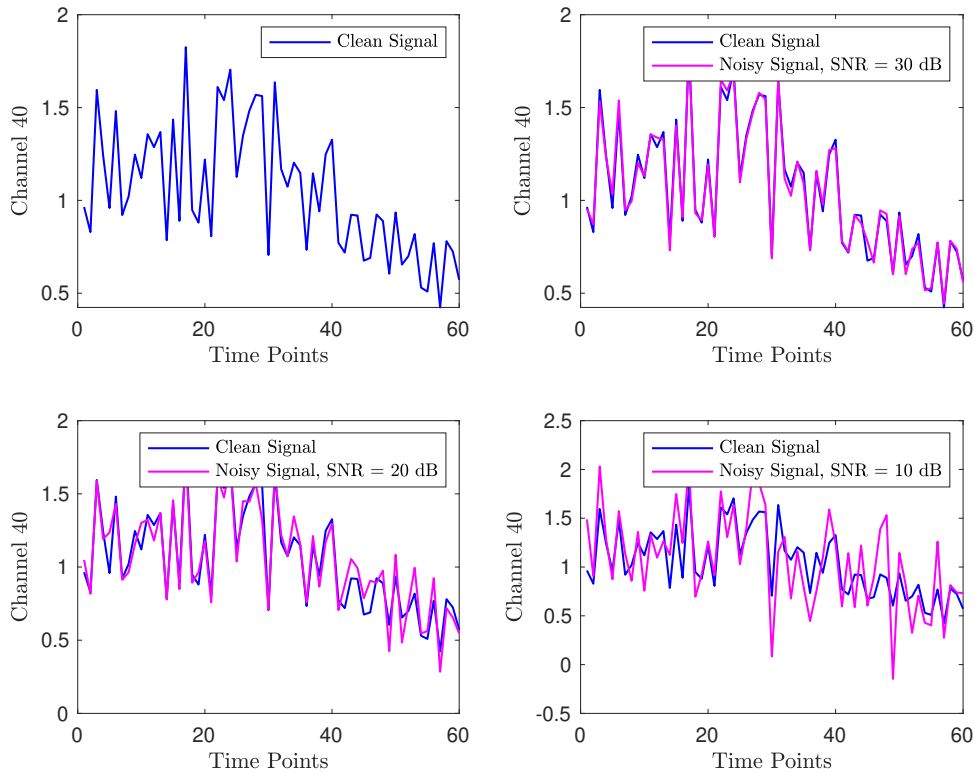 2
Clean Signal
1.5
1
0.5
Channel 40
0
20
40
60
Time Points
2
Clean Signal
Noisy Signal, SNR = 30 dB
1.5
1
0.5
Channel 40
0
20
40
60
Time Points
2
Clean Signal
Noisy Signal, SNR = 20 dB
1.5
1
0.5
0
Channel 40
0
20
40
60
Time Points
2.5
Clean Signal
Noisy Signal, SNR = 10 dB
2
1.5
1
0.5
0
-0.5
Channel 40
0
20
40
60
Time Points